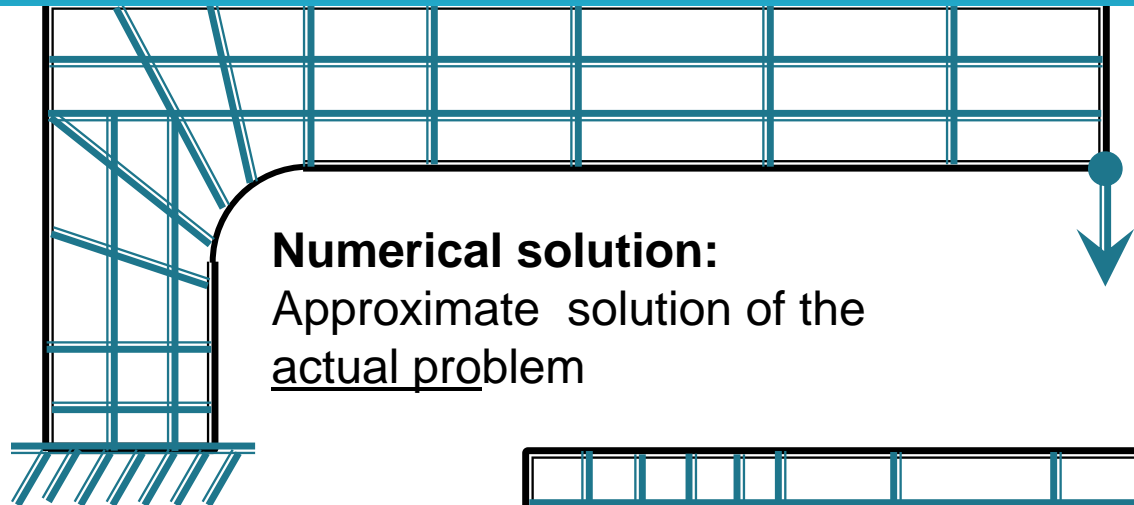 Numerical solution:
Approximate solution of the
actual problem